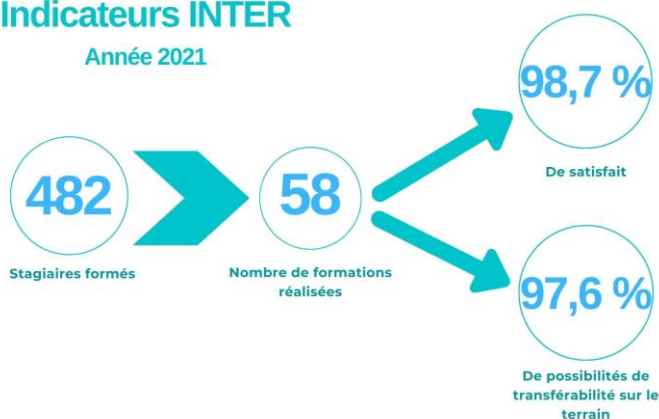 Indicateurs INTER
Année 2021
482
Stagiaires formés
58
Nombre de formations
réalisées
98,7 %
De satisfait
97,6 %
De possibilités de
transférabilité sur le
terrain